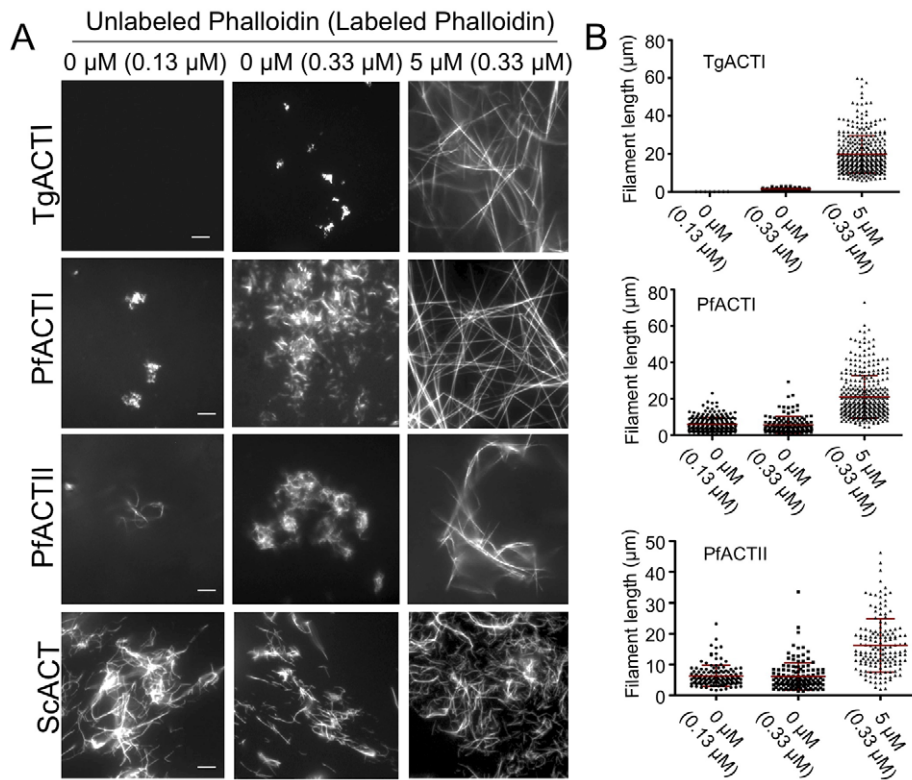 A
Unlabeled Phalloidin (Labeled Phalloidin)
0 µM (0.13 µM) 0 µM (0.33 µM) 5 µM (0.33 µM)
TgACTI
PfACTI
PfACTII
ScACT
B
Filament length (µm)
80
60
40
20
0
TgACTI
0 µM
(0.13 µM)
0 µM
(0.33 µM)
5 µM
(0.33 µM)
Filament length (µm)
80
60
40
20
0
PfACTI
0 µM
(0.13 µM)
0 µM
(0.33 µM)
5 µM
(0.33 µM)
Filament length (µm)
50
40
30
20
10
0
PfACTII
0 µM
(0.13 µM)
0 µM
(0.33 µM)
5 µM
(0.33 µM)